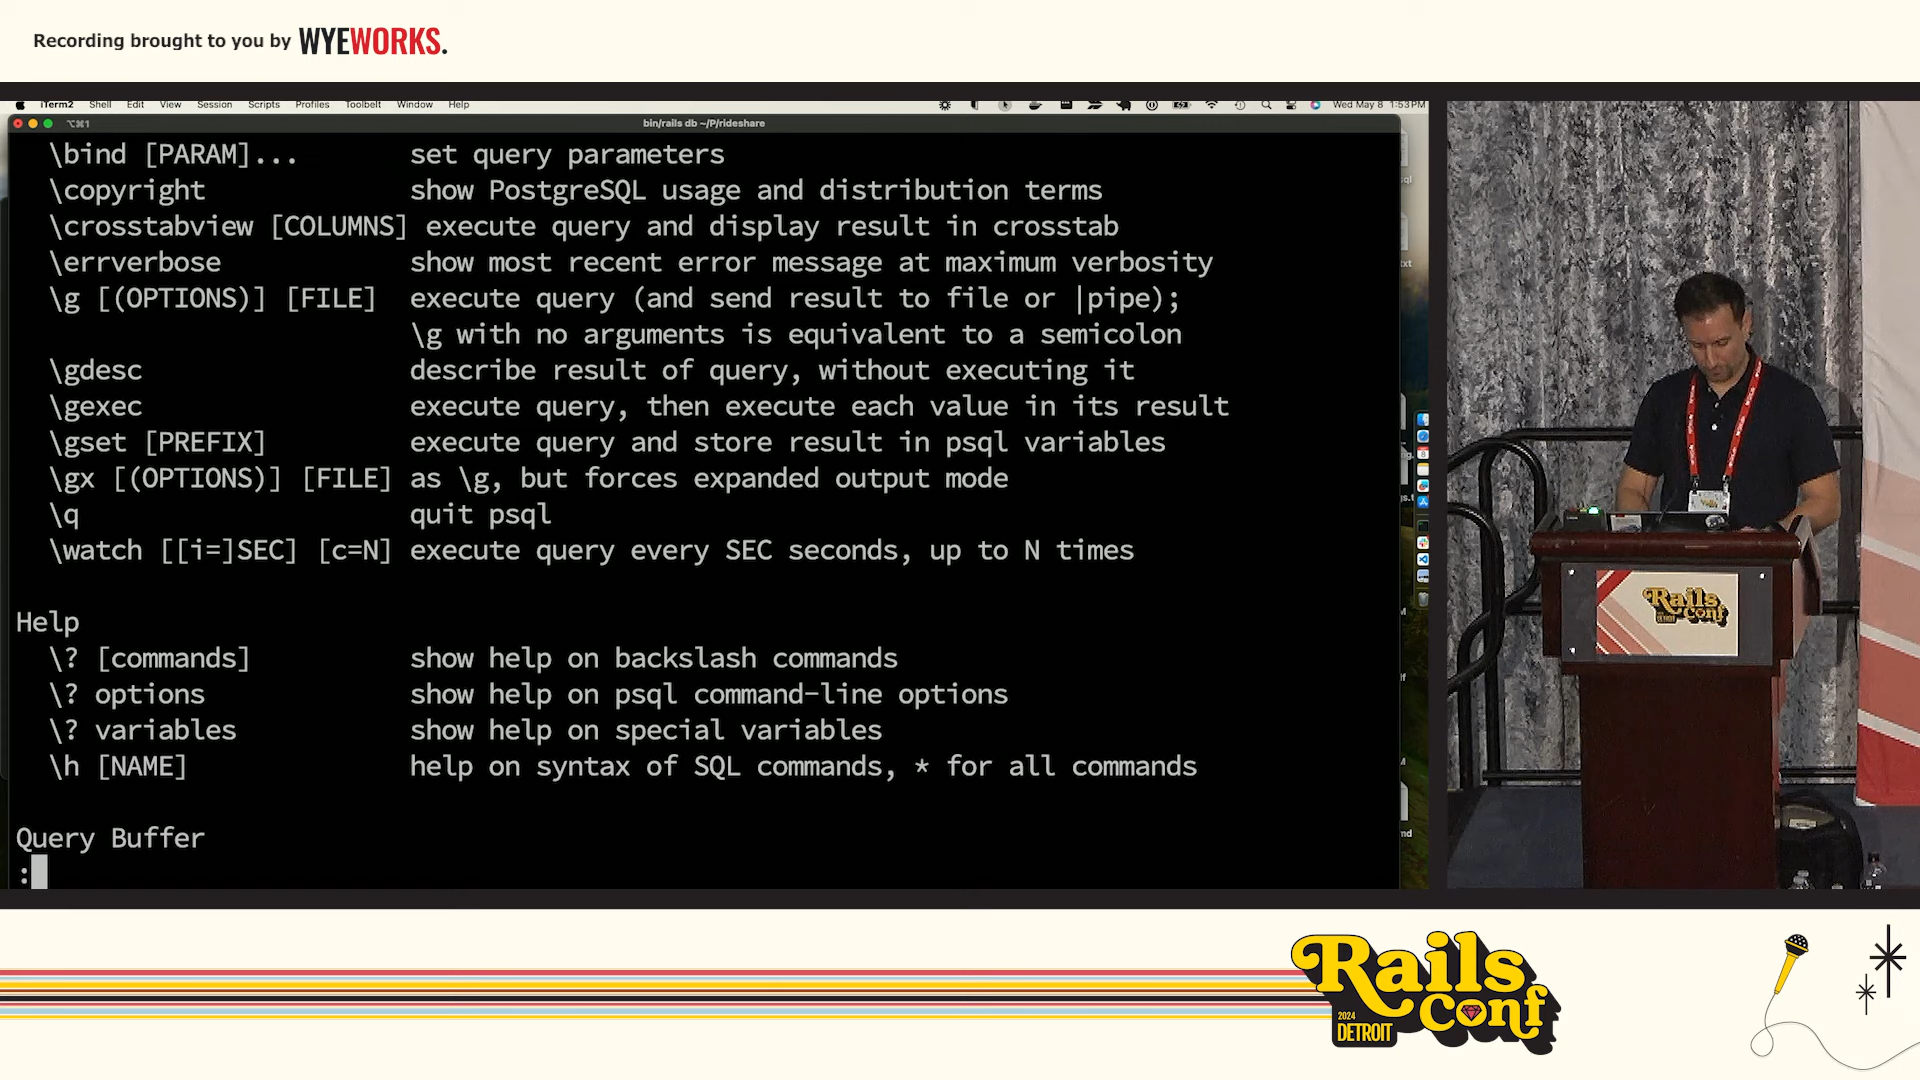 Recording brought to you by WYEWORKS.
iTerm2 Shell Edit View Session Scripts Profiles Toolbelt Window Help Wed May 8 1:53PM
⌥⌘1 bin/rails db ~/P/rideshare
\bind [PARAM]... set query parameters
\copyright show PostgreSQL usage and distribution terms
\crosstabview [COLUMNS] execute query and display result in crosstab
\errverbose show most recent error message at maximum verbosity
\g [(OPTIONS)] [FILE] execute query (and send result to file or |pipe);
\g with no arguments is equivalent to a semicolon
\gdesc describe result of query, without executing it
\gexec execute query, then execute each value in its result
\gset [PREFIX] execute query and store result in psql variables
\gx [(OPTIONS)] [FILE] as \g, but forces expanded output mode
\q quit psql
\watch [[i=]SEC] [c=N] execute query every SEC seconds, up to N times
Help
\? [commands] show help on backslash commands
\? options show help on psql command-line options
\? variables show help on special variables
\h [NAME] help on syntax of SQL commands, * for all commands
Query Buffer
:
Rails Conf
Rails Conf
2024
DETROIT